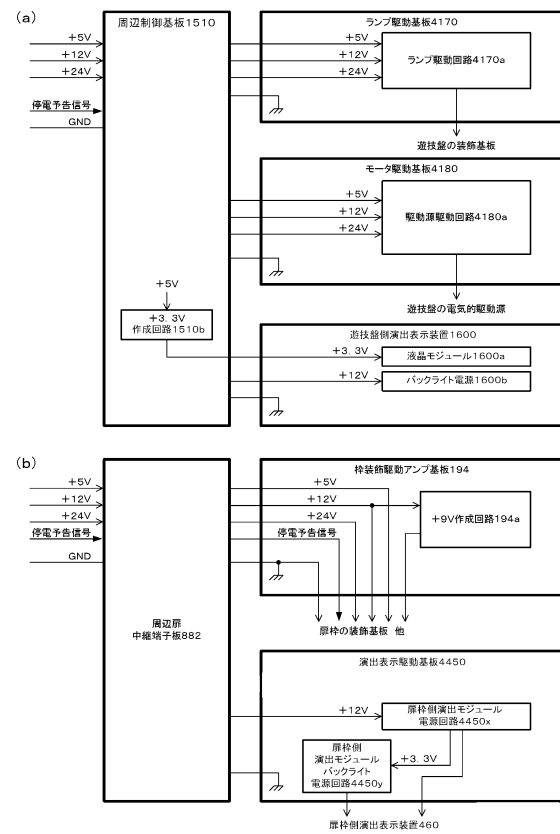 (a)
周辺制御基板1510
+5V
+12V
+24V
停電予告信号
GND
+5V
+3.3V
作成回路1510b
ランプ駆動基板4170
+5V
+12V
+24V
ランプ駆動回路4170a
遊技盤の装飾基板
モータ駆動基板4180
+5V
+12V
+24V
駆動源駆動回路4180a
遊技盤の電気的駆動源
遊技盤側演出表示装置1600
+3.3V
液晶モジュール1600a
+12V
バックライト電源1600b
(b)
+5V
+12V
+24V
停電予告信号
GND
周辺扉
中継端子板882
枠装飾駆動アンプ基板194
+5V
+12V
+24V
停電予告信号
+9V作成回路194a
扉枠の装飾基板 他
演出表示駆動基板4450
+12V
扉枠側演出モジュール
電源回路4450x
扉枠側
演出モジュール
バックライト
電源回路4450y
+3.3V
扉枠側演出表示装置460